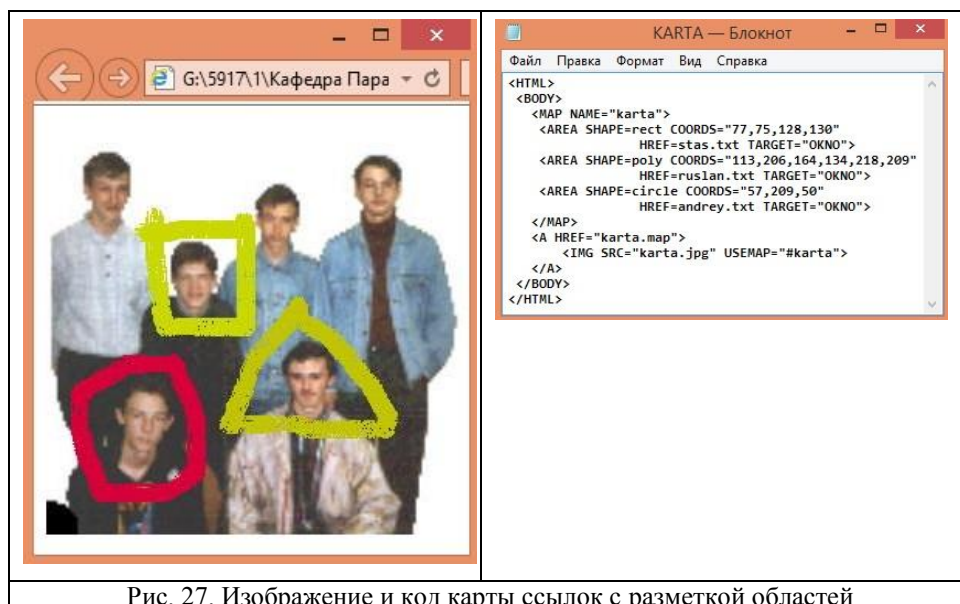 G:\5917\1\Кафедра Пара
KARTA — Блокнот
Файл Правка Формат Вид Справка
<HTML>
<BODY>
<MAP NAME="karta">
<AREA SHAPE=rect COORDS="77,75,128,130"
HREF=stas.txt TARGET="OKNO">
<AREA SHAPE=poly COORDS="113,206,164,134,218,209"
HREF=ruslan.txt TARGET="OKNO">
<AREA SHAPE=circle COORDS="57,209,50"
HREF=andrey.txt TARGET="OKNO">
</MAP>
<A HREF="karta.map">
<IMG SRC="karta.jpg" USEMAP="#karta">
</A>
</BODY>
</HTML>
Рис. 27. Изображение и код карты ссылок с разметкой областей